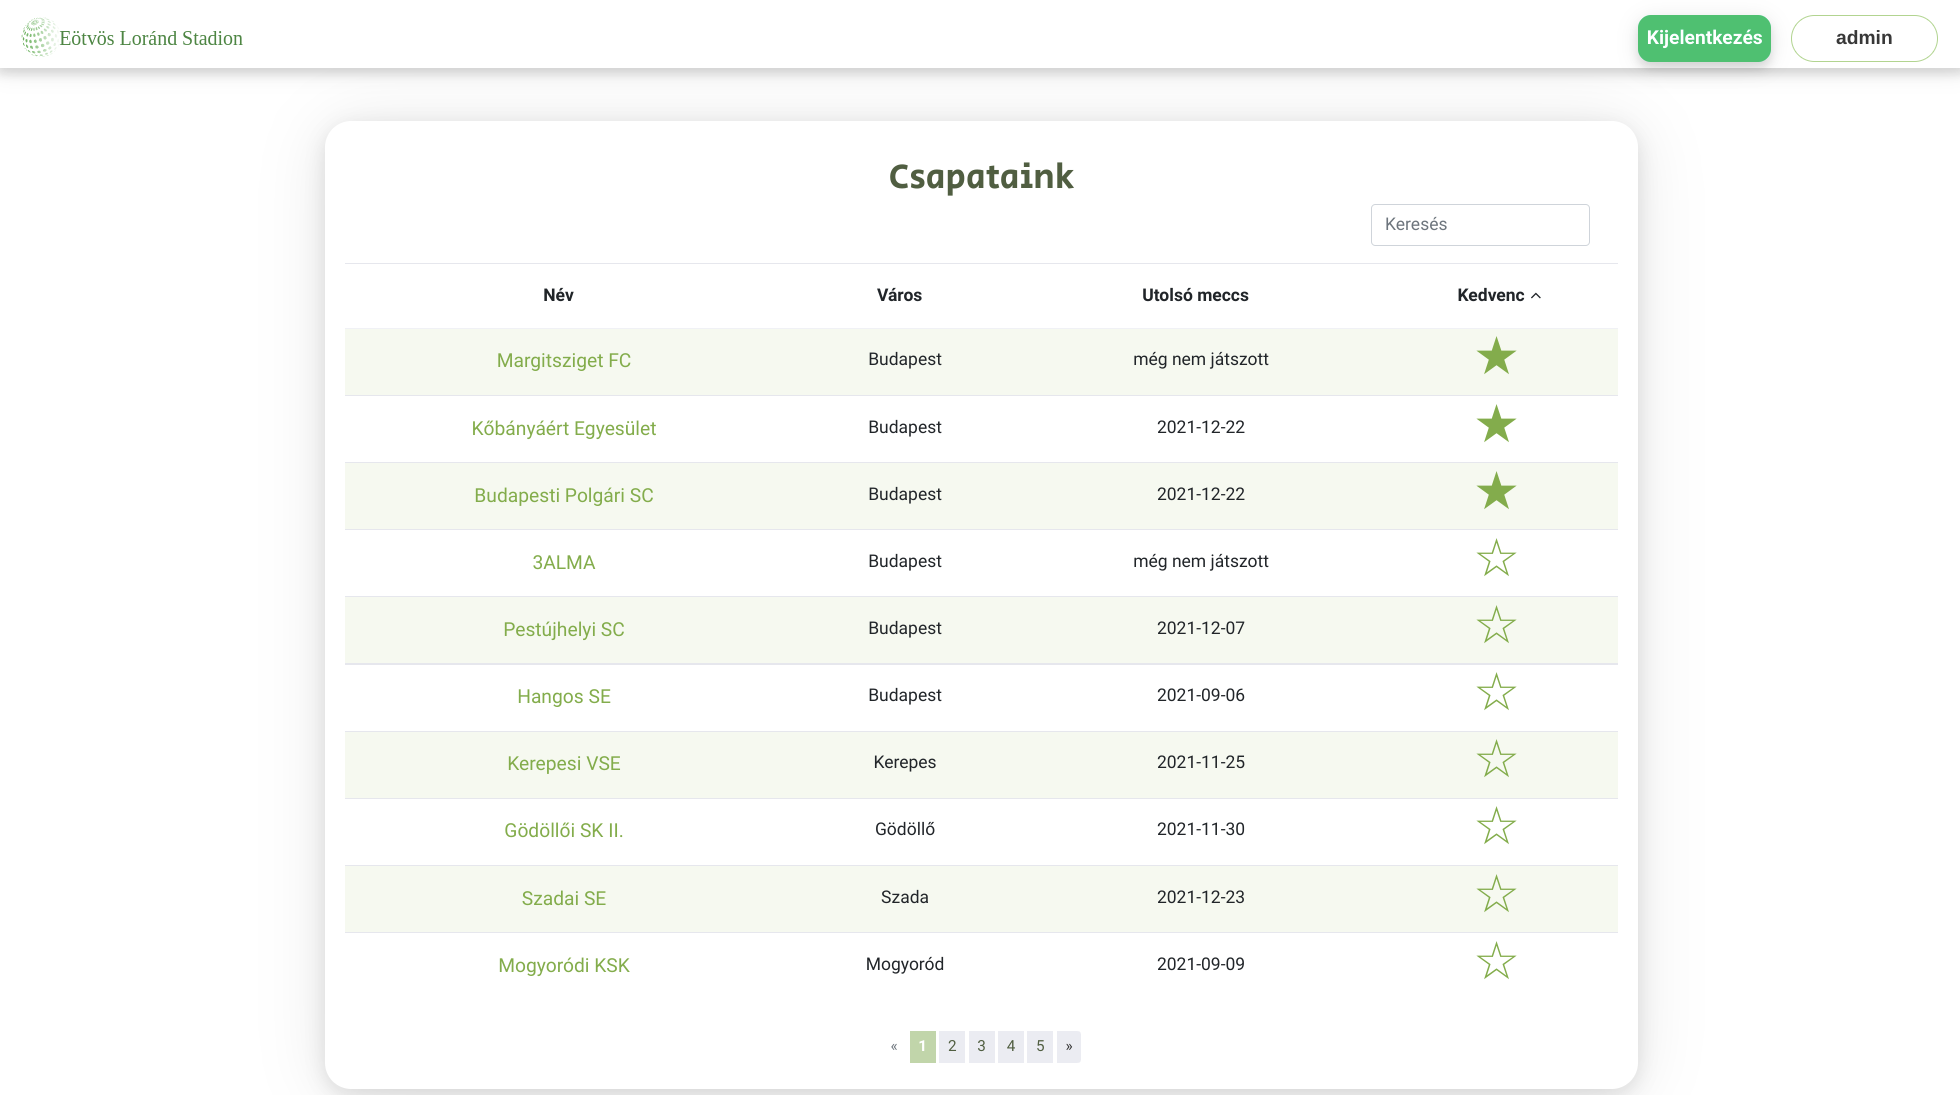 Eötvös Loránd Stadion
Kijelentkezés
admin
Csapataink
Keresés
Név Város Utolsó meccs Kedvenc
Margitsziget FC Budapest még nem játszott
Kőbányáért Egyesület Budapest 2021-12-22
Budapesti Polgári SC Budapest 2021-12-22
3ALMA Budapest még nem játszott
Pestújhelyi SC Budapest 2021-12-07
Hangos SE Budapest 2021-09-06
Kerepesi VSE Kerepes 2021-11-25
Gödöllői SK II. Gödöllő 2021-11-30
Szadai SE Szada 2021-12-23
Mogyoródi KSK Mogyoród 2021-09-09
« 1 2 3 4 5 »